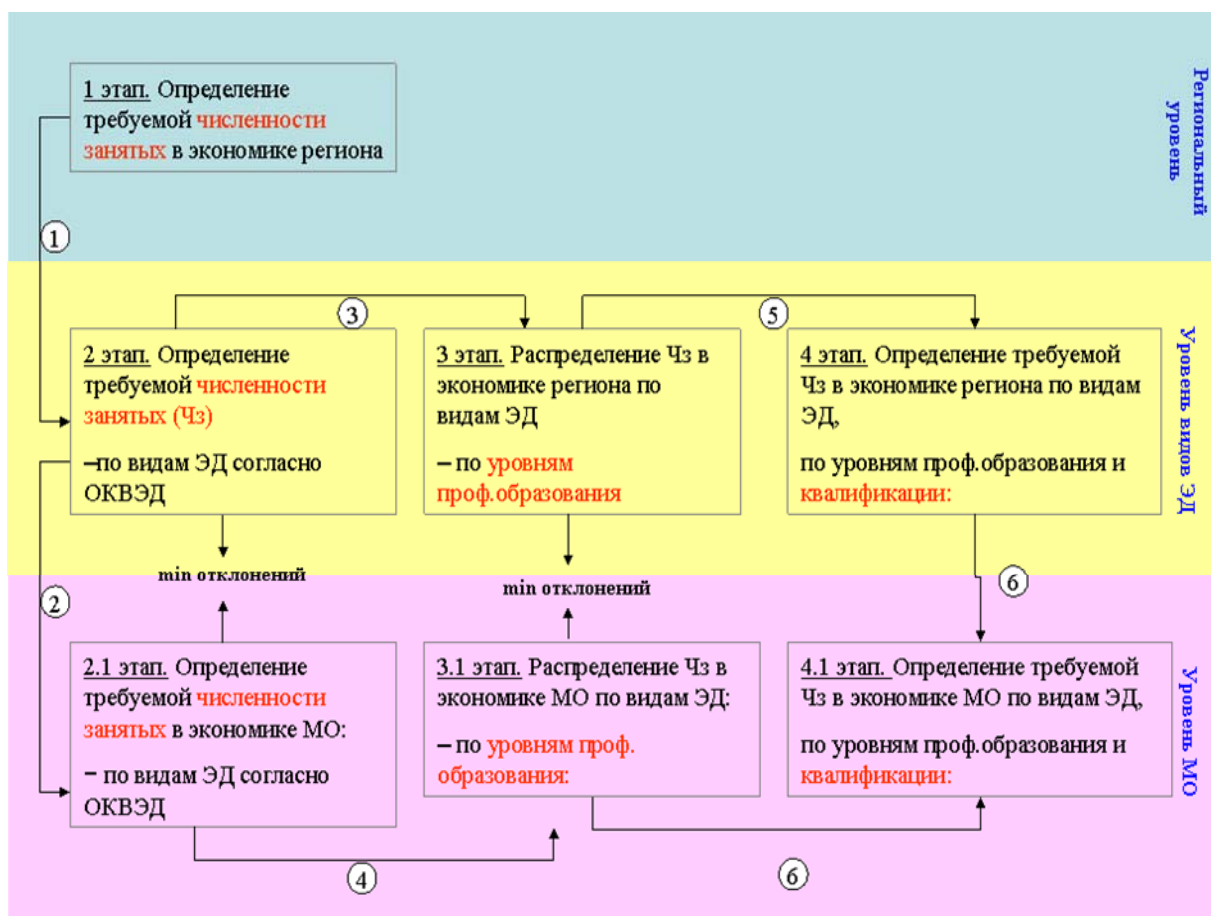 1 этап. Определение
требуемой численности
занятых в экономике региона
Региональный
уровень
1
3
5
2 этап. Определение
требуемой численности
занятых (Чз)
–по видам ЭД согласно
ОКВЭД
3 этап. Распределение Чз в
экономике региона по
видам ЭД
– по уровням
проф.образования
4 этап. Определение требуемой
Чз в экономике региона по видам
ЭД,
по уровням проф.образования и
квалификации:
Уровень видов ЭД
min отклонений
min отклонений
2
6
2.1 этап. Определение
требуемой численности
занятых в экономике МО:
– по видам ЭД согласно
ОКВЭД
3.1 этап. Распределение Чз в
экономике МО по видам ЭД:
– по уровням проф.
образования:
4.1 этап. Определение требуемой
Чз в экономике МО по видам ЭД,
по уровням проф.образования и
квалификации:
Уровень МО
4
6